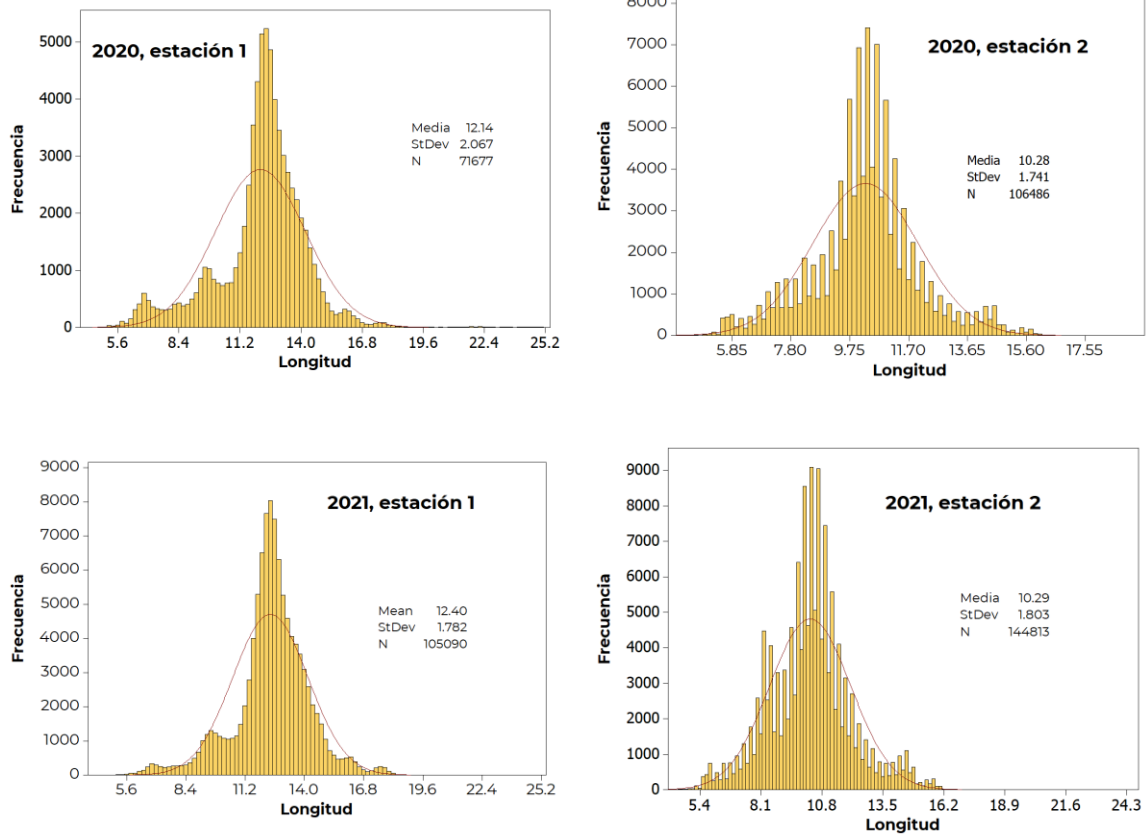 2020, estación 1
Frecuencia
5000
4000
3000
2000
1000
0
Media 12.14
StDev 2.067
N 71677
5.6 8.4 11.2 14.0 16.8 19.6 22.4 25.2
Longitud
2020, estación 2
Frecuencia
8000
7000
6000
5000
4000
3000
2000
1000
0
Media 10.28
StDev 1.741
N 106486
5.85 7.80 9.75 11.70 13.65 15.60 17.55
Longitud
2021, estación 1
Frecuencia
9000
8000
7000
6000
5000
4000
3000
2000
1000
0
Mean 12.40
StDev 1.782
N 105090
5.6 8.4 11.2 14.0 16.8 19.6 22.4 25.2
Longitud
2021, estación 2
Frecuencia
9000
8000
7000
6000
5000
4000
3000
2000
1000
0
Media 10.29
StDev 1.803
N 144813
5.4 8.1 10.8 13.5 16.2 18.9 21.6 24.3
Longitud